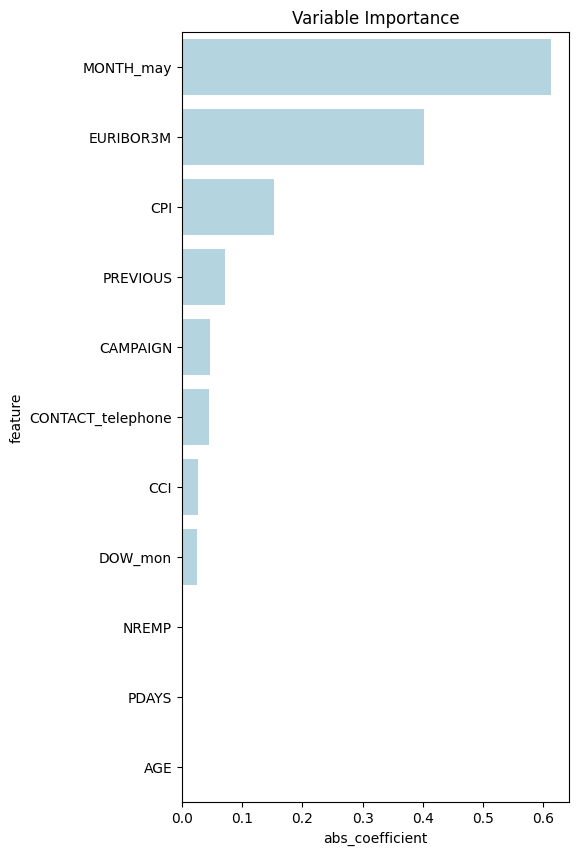 Variable Importance
MONTH_may
EURIBOR3M
CPI
PREVIOUS
CAMPAIGN
CONTACT_telephone
CCI
DOW_mon
NREMP
PDAYS
AGE
feature
0.0 0.1 0.2 0.3 0.4 0.5 0.6
abs_coefficient